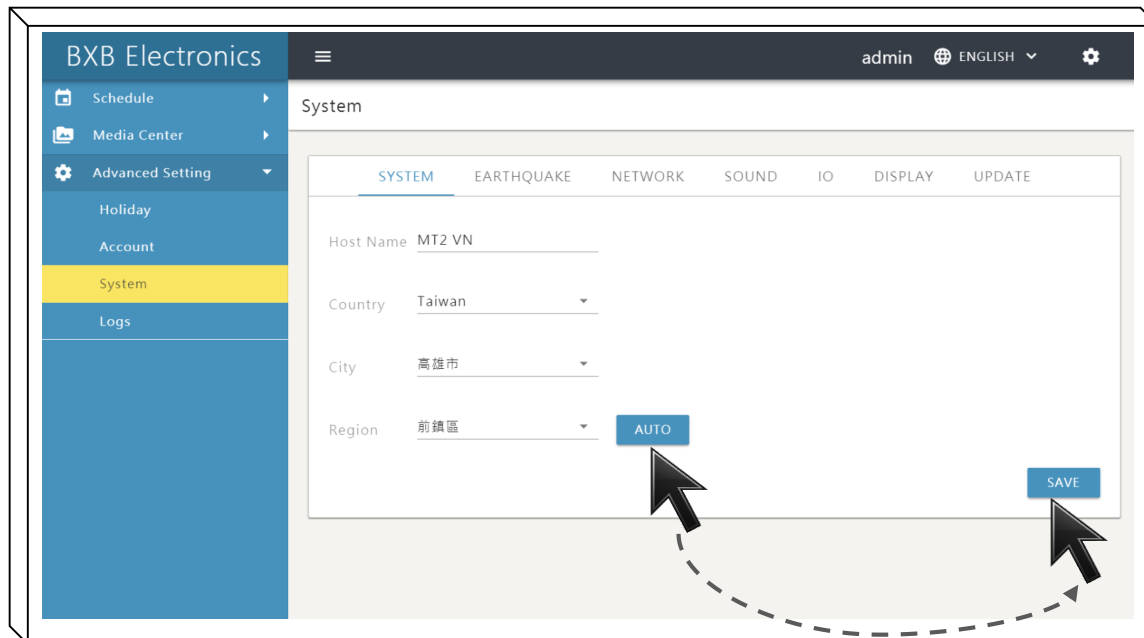 BXB Electronics
admin ENGLISH
Schedule
Media Center
Advanced Setting
Holiday
Account
System
Logs
System
SYSTEM EARTHQUAKE NETWORK SOUND IO DISPLAY UPDATE
Host Name MT2 VN
Country Taiwan
City 高雄市
Region 前鎮區 AUTO
SAVE